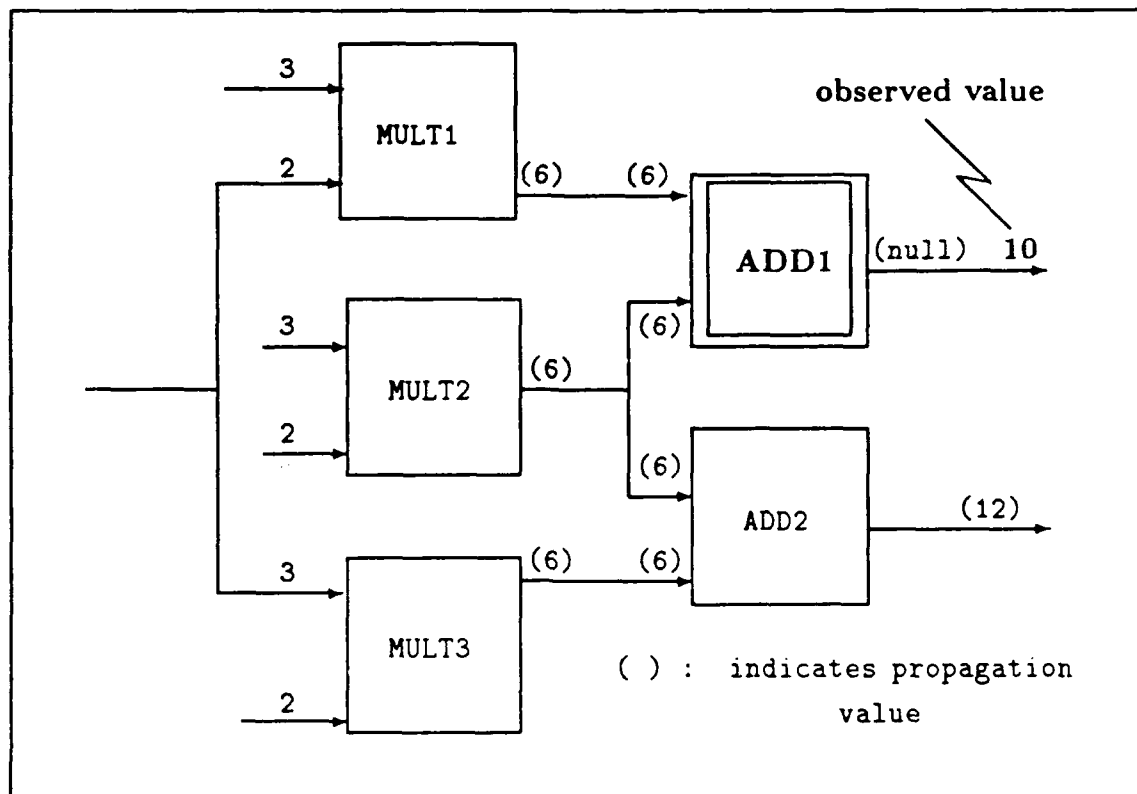 3
observed value
MULT1
2
(6) (6)
ADD1
(null) 10
3
(6)
MULT2
(6)
2
(6)
ADD2
(12)
3
(6) (6)
MULT3
( ) : indicates propagation
value
2